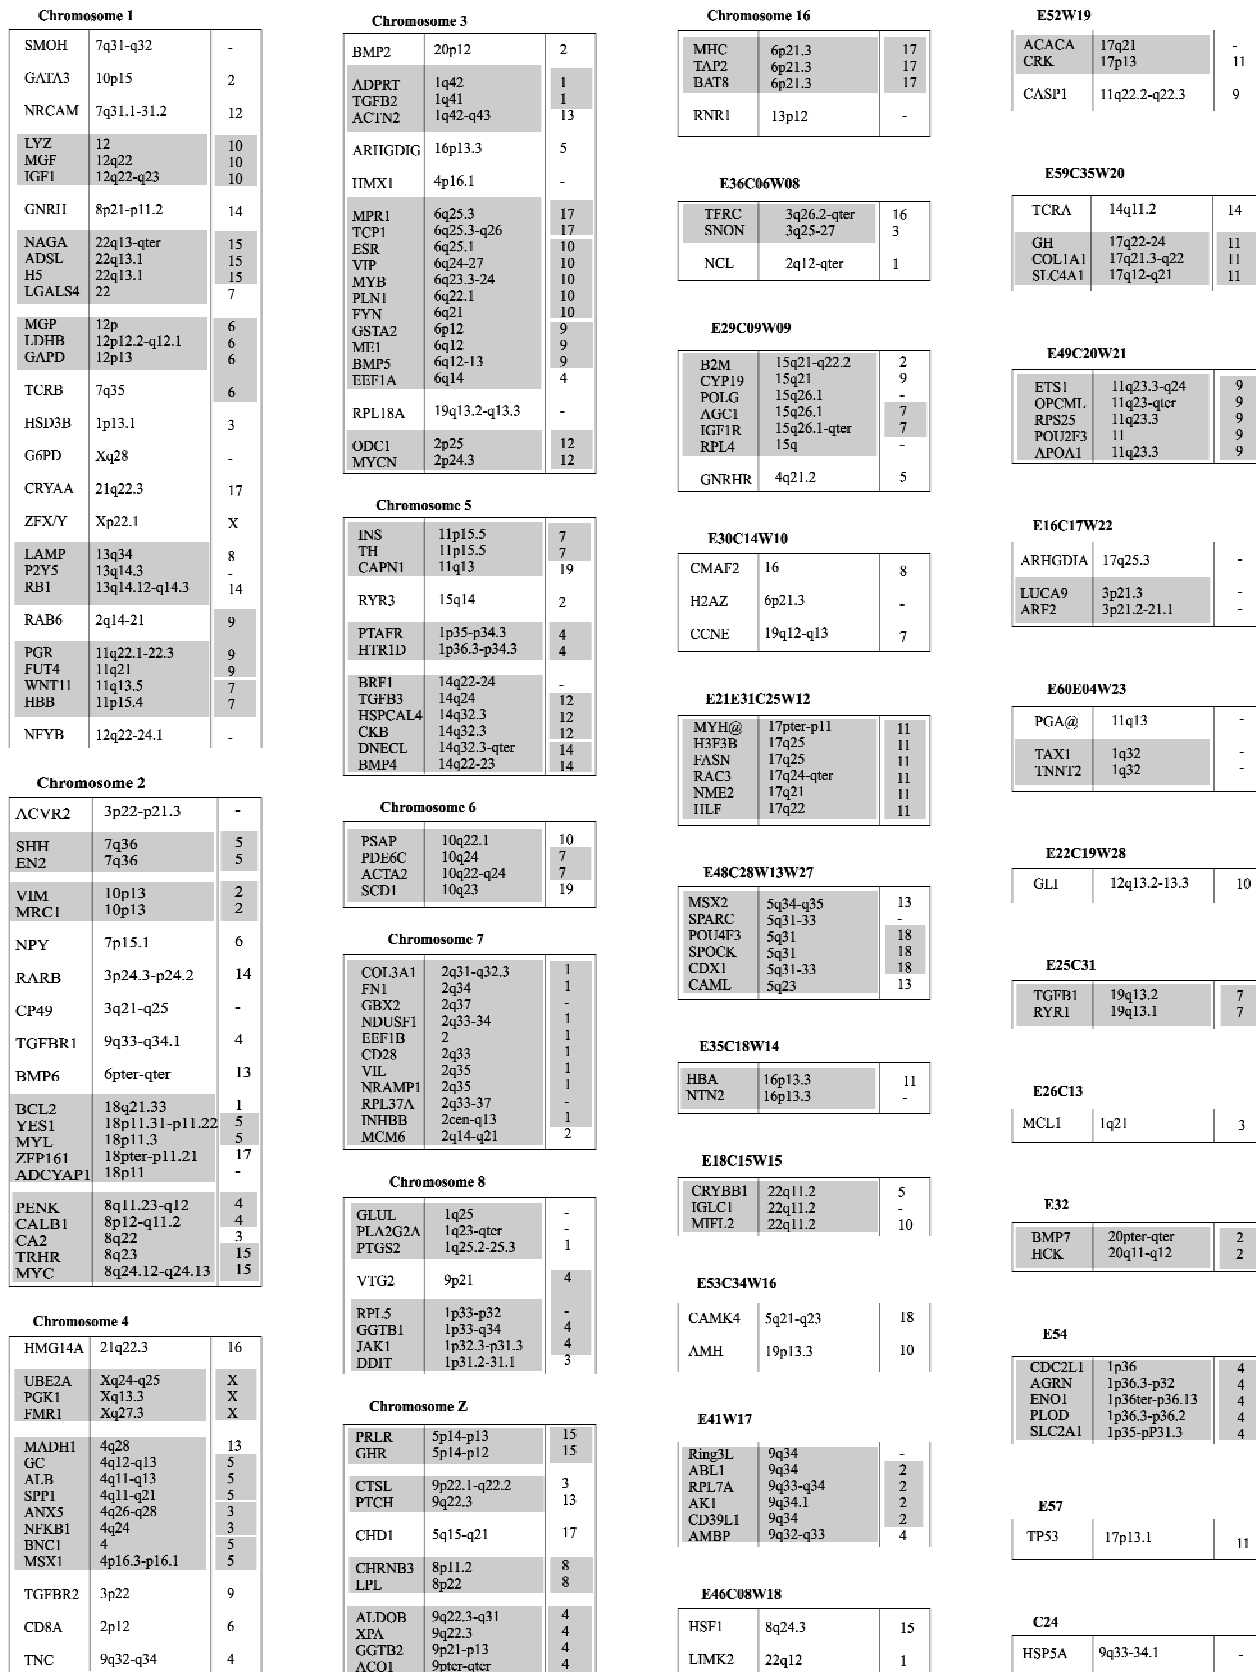 Chromosome 1
SMOH 7q31-q32 -
GATA3 10p15 2
NRCAM 7q31.1-31.2 12
LYZ 12 10
MGF 12q22 10
IGF1 12q22-q23 10
GNRH 8p21-p11.2 14
NAGA 22q13-qter 15
ADSL 22q13.1 15
H5 22q13.1 15
LGALS4 22 7
MGP 12p 6
LDHB 12p12.2-q12.1 6
GAPD 12p13 6
TCRB 7q35 6
HSD3B 1p13.1 3
G6PD Xq28 -
CRYAA 21q22.3 17
ZFX/Y Xp22.1 X
LAMP 13q34 8
P2Y5 13q14.3 -
RB1 13q14.12-q14.3 14
RAB6 2q14-21 9
PGR 11q22.1-22.3 9
FUT4 11q21 9
WNT11 11q13.5 7
HBB 11p15.4 7
NFYB 12q22-24.1 -
Chromosome 2
ACVR2 3p22-p21.3 -
SHH 7q36 5
EN2 7q36 5
VIM 10p13 2
MRC1 10p13 2
NPY 7p15.1 6
RARB 3p24.3-p24.2 14
CP49 3q21-q25 -
TGFBR1 9q33-q34.1 4
BMP6 6pter-qter 13
BCL2 18q21.33 1
YES1 18p11.31-p11.22 5
MYL 18p11.3 5
ZFP161 18pter-p11.21 17
ADCYAP1 18p11 -
PENK 8q11.23-q12 4
CALB1 8p12-q11.2 4
CA2 8q22 3
TRHR 8q23 15
MYC 8q24.12-q24.13 15
Chromosome 4
HMG14A 21q22.3 16
UBE2A Xq24-q25 X
PGK1 Xq13.3 X
FMR1 Xq27.3 X
MADH1 4q28 13
GC 4q12-q13 5
ALB 4q11-q13 5
SPP1 4q11-q21 5
ANX5 4q26-q28 3
NFKB1 4q24 3
BNC1 4 5
MSX1 4p16.3-p16.1 5
TGFBR2 3p22 9
CD8A 2p12 6
TNC 9q32-q34 4
Chromosome 3
BMP2 20p12 2
ADPRT 1q42 1
TGFB2 1q41 1
ACTN2 1q42-q43 13
ARHGDIG 16p13.3 5
HMX1 4p16.1 -
MPR1 6q25.3 17
TCP1 6q25.3-q26 17
ESR 6q25.1 10
VIP 6q24-27 10
MYB 6q23.3-24 10
PLN1 6q22.1 10
FYN 6q21 10
GSTA2 6p12 9
ME1 6q12 9
BMP5 6q12-13 9
EEF1A 6q14 4
RPL18A 19q13.2-q13.3 -
ODC1 2p25 12
MYCN 2p24.3 12
Chromosome 5
INS 11p15.5 7
TH 11p15.5 7
CAPN1 11q13 19
RYR3 15q14 2
PTAFR 1p35-p34.3 4
HTR1D 1p36.3-p34.3 4
BRF1 14q22-24 -
TGFB3 14q24 12
HSPCAL4 14q32.3 12
CKB 14q32.3 12
DNECL 14q32.3-qter 14
BMP4 14q22-23 14
Chromosome 6
PSAP 10q22.1 10
PDE6C 10q24 7
ACTA2 10q22-q24 7
SCD1 10q23 19
Chromosome 7
COL3A1 2q31-q32.3 1
FN1 2q34 1
GBX2 2q37 -
NDUSF1 2q33-34 1
EEF1B 2 1
CD28 2q33 1
VIL 2q35 1
NRAMP1 2q35 1
RPL37A 2q33-37 -
INHBB 2cen-q13 1
MCM6 2q14-q21 2
Chromosome 8
GLUL 1q25 -
PLA2G2A 1q23-qter -
PTGS2 1q25.2-25.3 1
VTG2 9p21 4
RPL5 1p33-p32 -
GGTB1 1p33-q34 4
JAK1 1p32.3-p31.3 4
DDIT 1p31.2-31.1 3
Chromosome Z
PRLR 5p14-p13 15
GHR 5p14-p12 15
CTSL 9p22.1-q22.2 3
PTCH 9q22.3 13
CHD1 5q15-q21 17
CHRNB3 8p11.2 8
LPL 8p22 8
ALDOB 9q22.3-q31 4
XPA 9q22.3 4
GGTB2 9p21-p13 4
ACO1 9pter-qter 4
Chromosome 16
MHC 6p21.3 17
TAP2 6p21.3 17
BAT8 6p21.3 17
RNR1 13p12 -
E36C06W08
TFRC 3q26.2-qter 16
SNON 3q25-27 3
NCL 2q12-qter 1
E29C09W09
B2M 15q21-q22.2 2
CYP19 15q21 9
POLG 15q26.1 -
AGC1 15q26.1 7
IGF1R 15q26.1-qter 7
RPL4 15q -
GNRHR 4q21.2 5
E30C14W10
CMAF2 16 8
H2AZ 6p21.3 -
CCNE 19q12-q13 7
E21E31C25W12
MYH@ 17pter-p11 11
H3F3B 17q25 11
FASN 17q25 11
RAC3 17q24-qter 11
NME2 17q21 11
HLF 17q22 11
E48C28W13W27
MSX2 5q34-q35 13
SPARC 5q31-33 -
POU4F3 5q31 18
SPOCK 5q31 18
CDX1 5q31-33 18
CAML 5q23 13
E35C18W14
HBA 16p13.3 11
NTN2 16p13.3 -
E18C15W15
CRYBB1 22q11.2 5
IGLC1 22q11.2 -
MIFL2 22q11.2 10
E53C34W16
CAMK4 5q21-q23 18
AMH 19p13.3 10
E41W17
Ring3L 9q34 -
ABL1 9q34 2
RPL7A 9q33-q34 2
AK1 9q34.1 2
CD39L1 9q34 2
AMBP 9q32-q33 4
E46C08W18
HSF1 8q24.3 15
LIMK2 22q12 1
E52W19
ACACA 17q21 -
CRK 17p13 11
CASP1 11q22.2-q22.3 9
E59C35W20
TCRA 14q11.2 14
GH 17q22-24 11
COL1A1 17q21.3-q22 11
SLC4A1 17q12-q21 11
E49C20W21
ETS1 11q23.3-q24 9
OPCML 11q23-qter 9
RPS25 11q23.3 9
POU2F3 11 9
APOA1 11q23.3 9
E16C17W22
ARHGDIA 17q25.3 -
LUCA9 3p21.3 -
ARF2 3p21.2-21.1 -
E60E04W23
PGA@ 11q13 -
TAX1 1q32 -
TNNT2 1q32 -
E22C19W28
GLI 12q13.2-13.3 10
E25C31
TGFB1 19q13.2 7
RYR1 19q13.1 7
E26C13
MCL1 1q21 3
E32
BMP7 20pter-qter 2
HCK 20q11-q12 2
E54
CDC2L1 1p36 4
AGRN 1p36.3-p32 4
ENO1 1p36ter-p36.13 4
PLOD 1p36.3-p36.2 4
SLC2A1 1p35-pP31.3 4
E57
TP53 17p13.1 11
C24
HSP5A 9q33-34.1 -